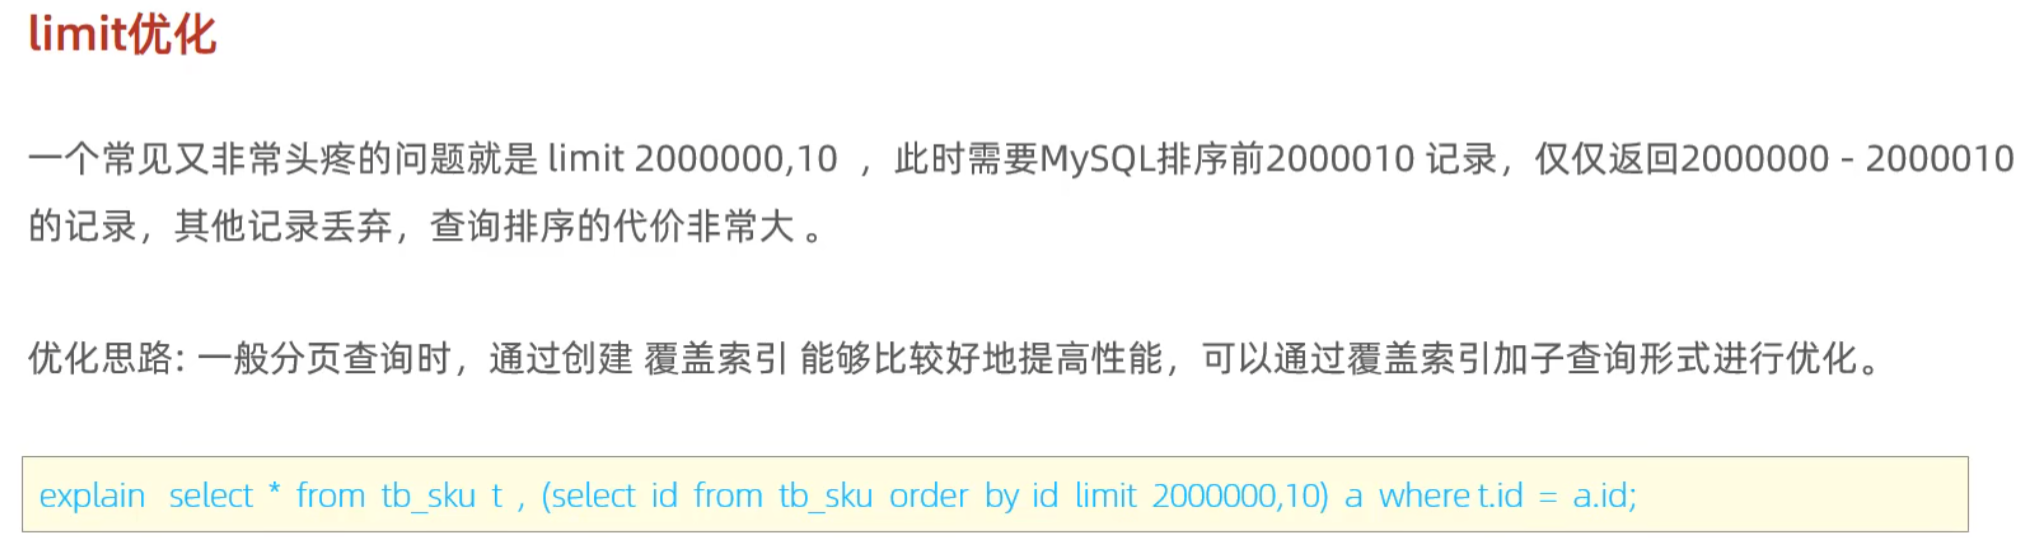 limit优化
一个常见又非常头疼的问题就是 limit 2000000,10 ，此时需要MySQL排序前2000010 记录，仅仅返回2000000 - 2000010
的记录，其他记录丢弃，查询排序的代价非常大 。
优化思路: 一般分页查询时，通过创建 覆盖索引 能够比较好地提高性能，可以通过覆盖索引加子查询形式进行优化。
explain select * from tb_sku t , (select id from tb_sku order by id limit 2000000,10) a where t.id = a.id;